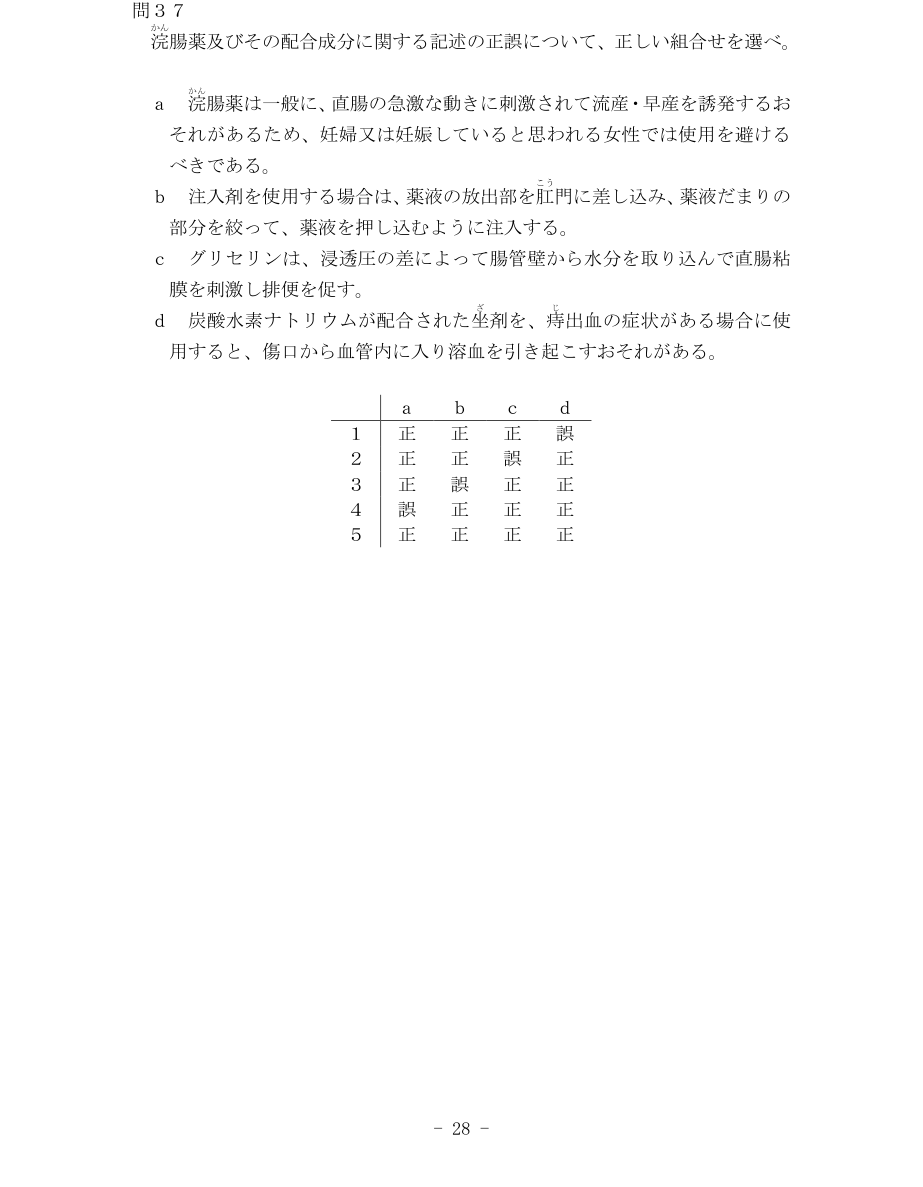 問37
浣腸薬及びその配合成分に関する記述の正誤について、正しい組合せを選べ。
a 浣腸薬は一般に、直腸の急激な動きに刺激されて流産・早産を誘発するお
それがあるため、妊婦又は妊娠していると思われる女性では使用を避ける
べきである。
b 注入剤を使用する場合は、薬液の放出部を肛門に差し込み、薬液だまりの
部分を絞って、薬液を押し込むように注入する。
c グリセリンは、浸透圧の差によって腸管壁から水分を取り込んで直腸粘
膜を刺激し排便を促す。
d 炭酸水素ナトリウムが配合された坐剤を、痔出血の症状がある場合に使
用すると、傷口から血管内に入り溶血を引き起こすおそれがある。
a b c d
1 正 正 正 誤
2 正 正 誤 正
3 正 誤 正 正
4 誤 正 正 正
5 正 正 正 正
- 28 -